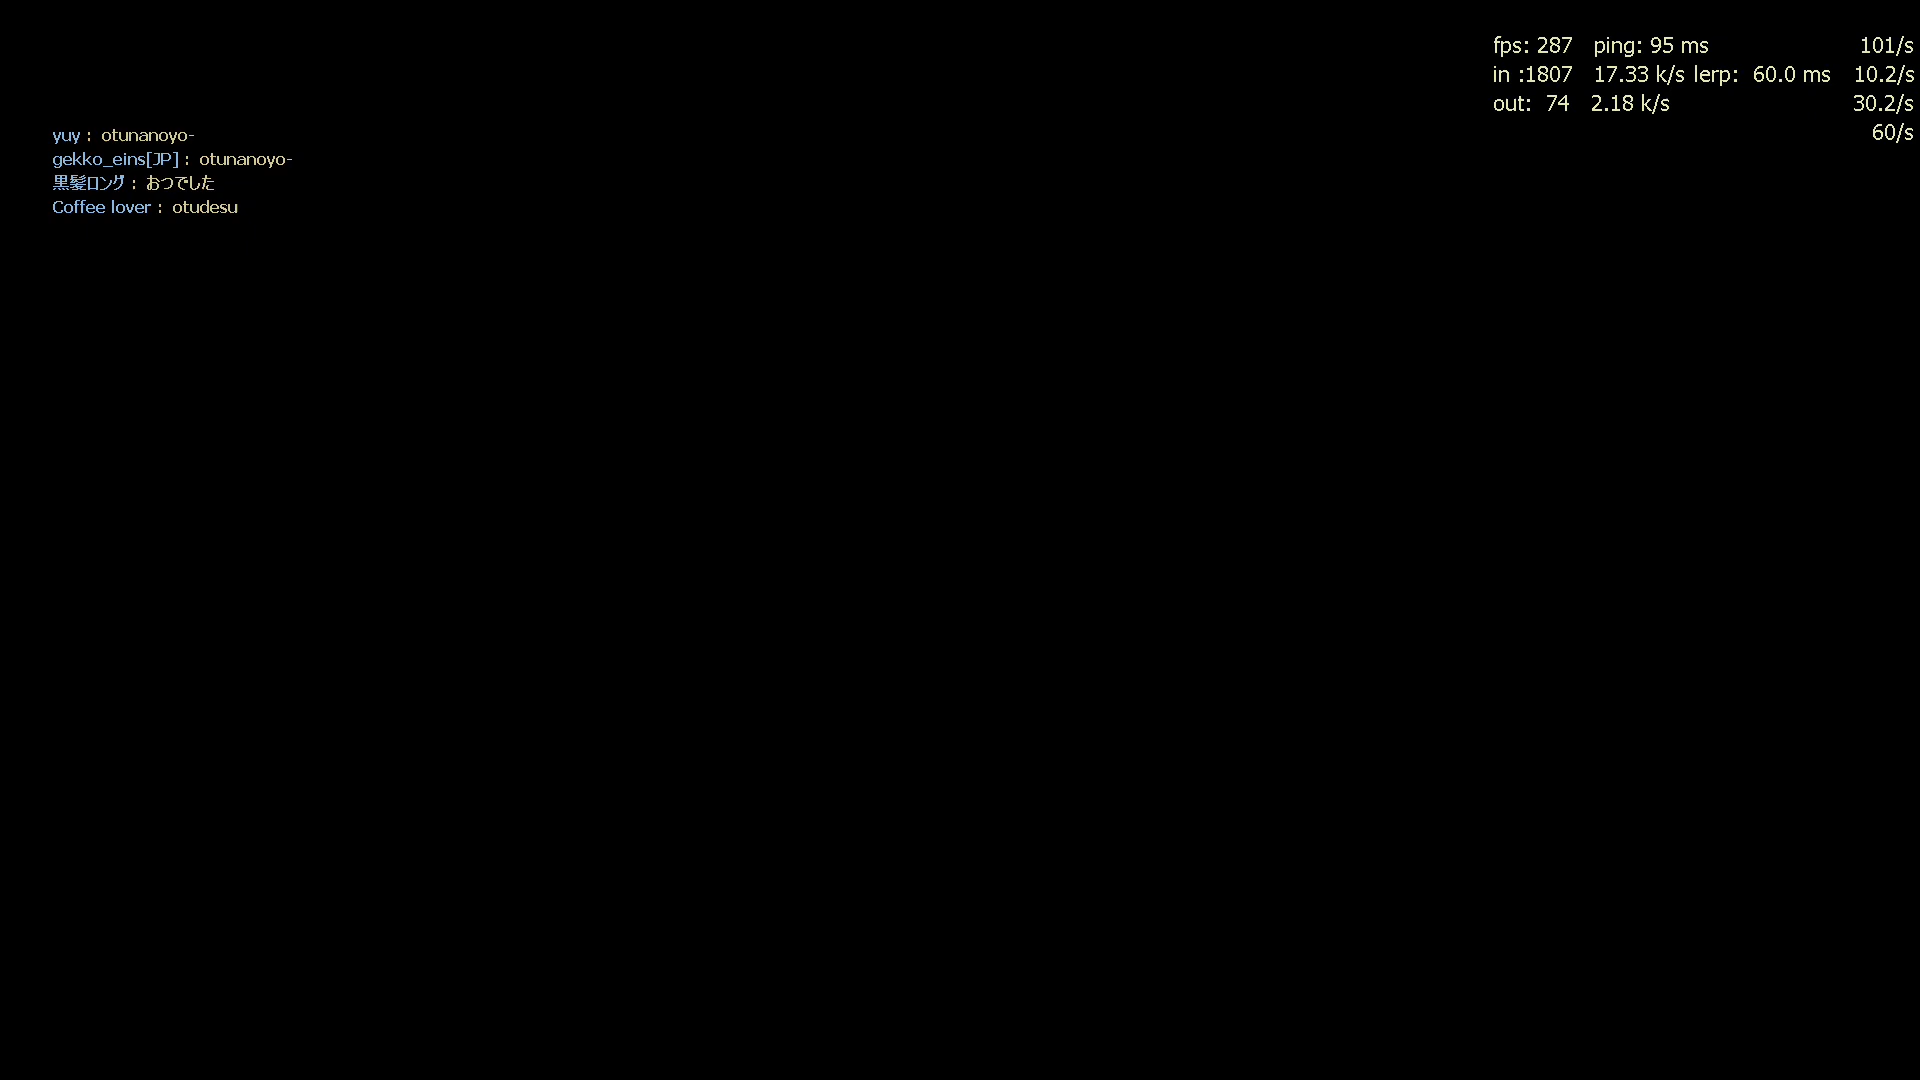 fps: 287 ping: 95 ms 101/s
in :1807 17.33 k/s lerp: 60.0 ms 10.2/s
out: 74 2.18 k/s 30.2/s
60/s
yuy : otunanoyo-
gekko_eins[JP] : otunanoyo-
黒髪ロング : おつでした
Coffee lover : otudesu